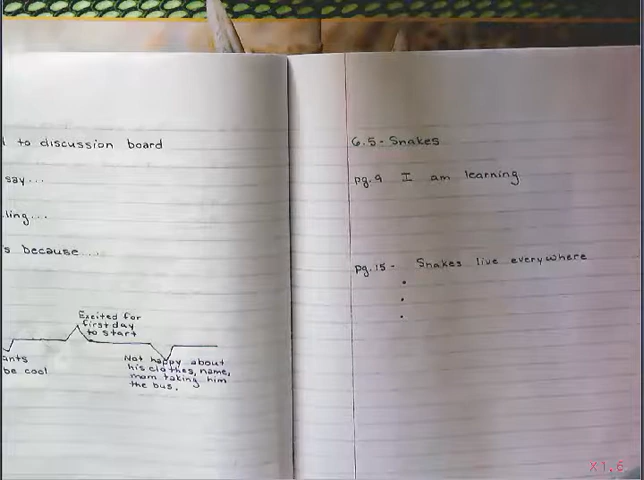 to discussion board
say...
ling...
s because....
Excited for
first day
to start
ants
be cool
Not happy about
his clothes, name,
mom taking him
the bus.
6.5- Snakes
pg.9 I am learning
pg.15- Snakes live everywhere
•
•
•
X1.6